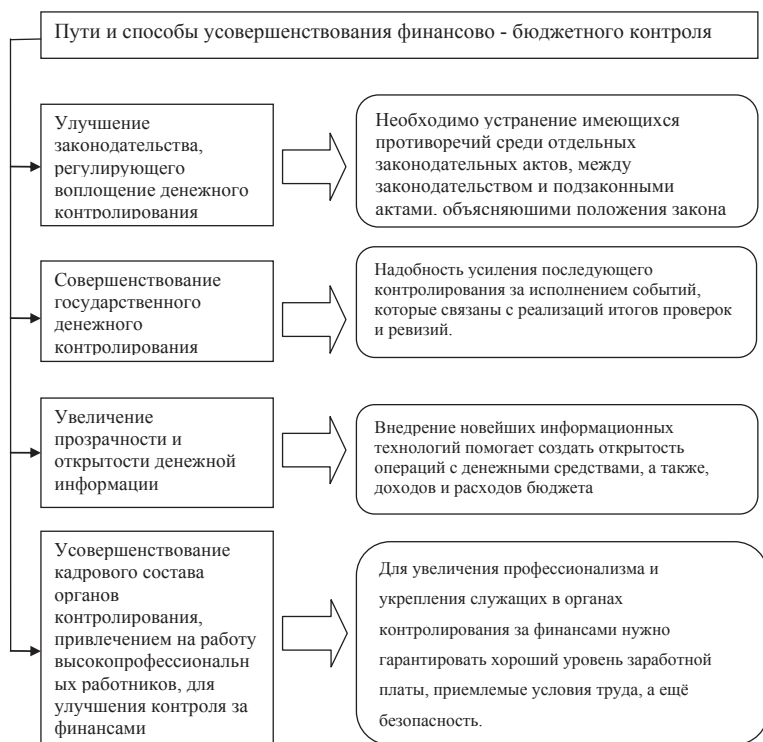 Пути и способы усовершенствования финансово - бюджетного контроля
Улучшение
законодательства,
регулирующего
воплощение денежного
контролирования
Необходимо устранение имеющихся
противоречий среди отдельных
законодательных актов, между
законодательством и подзаконными
актами. объясняюшими положения закона
Совершенствование
государственного
денежного
контролирования
Надобность усиления последующего
контролирования за исполнением событий,
которые связаны с реализаций итогов проверок
и ревизий.
Увеличение
прозрачности и
открытости денежной
информации
Внедрение новейших информационных
технологий помогает создать открытость
операций с денежными средствами, а также,
доходов и расходов бюджета
Усовершенствование
кадрового состава
органов
контролирования,
привлечением на работу
высокопрофессиональн
ых работников, для
улучшения контроля за
финансами
Для увеличения профессионализма и
укрепления служащих в органах
контролирования за финансами нужно
гарантировать хороший уровень заработной
платы, приемлемые условия труда, а ещё
безопасность.